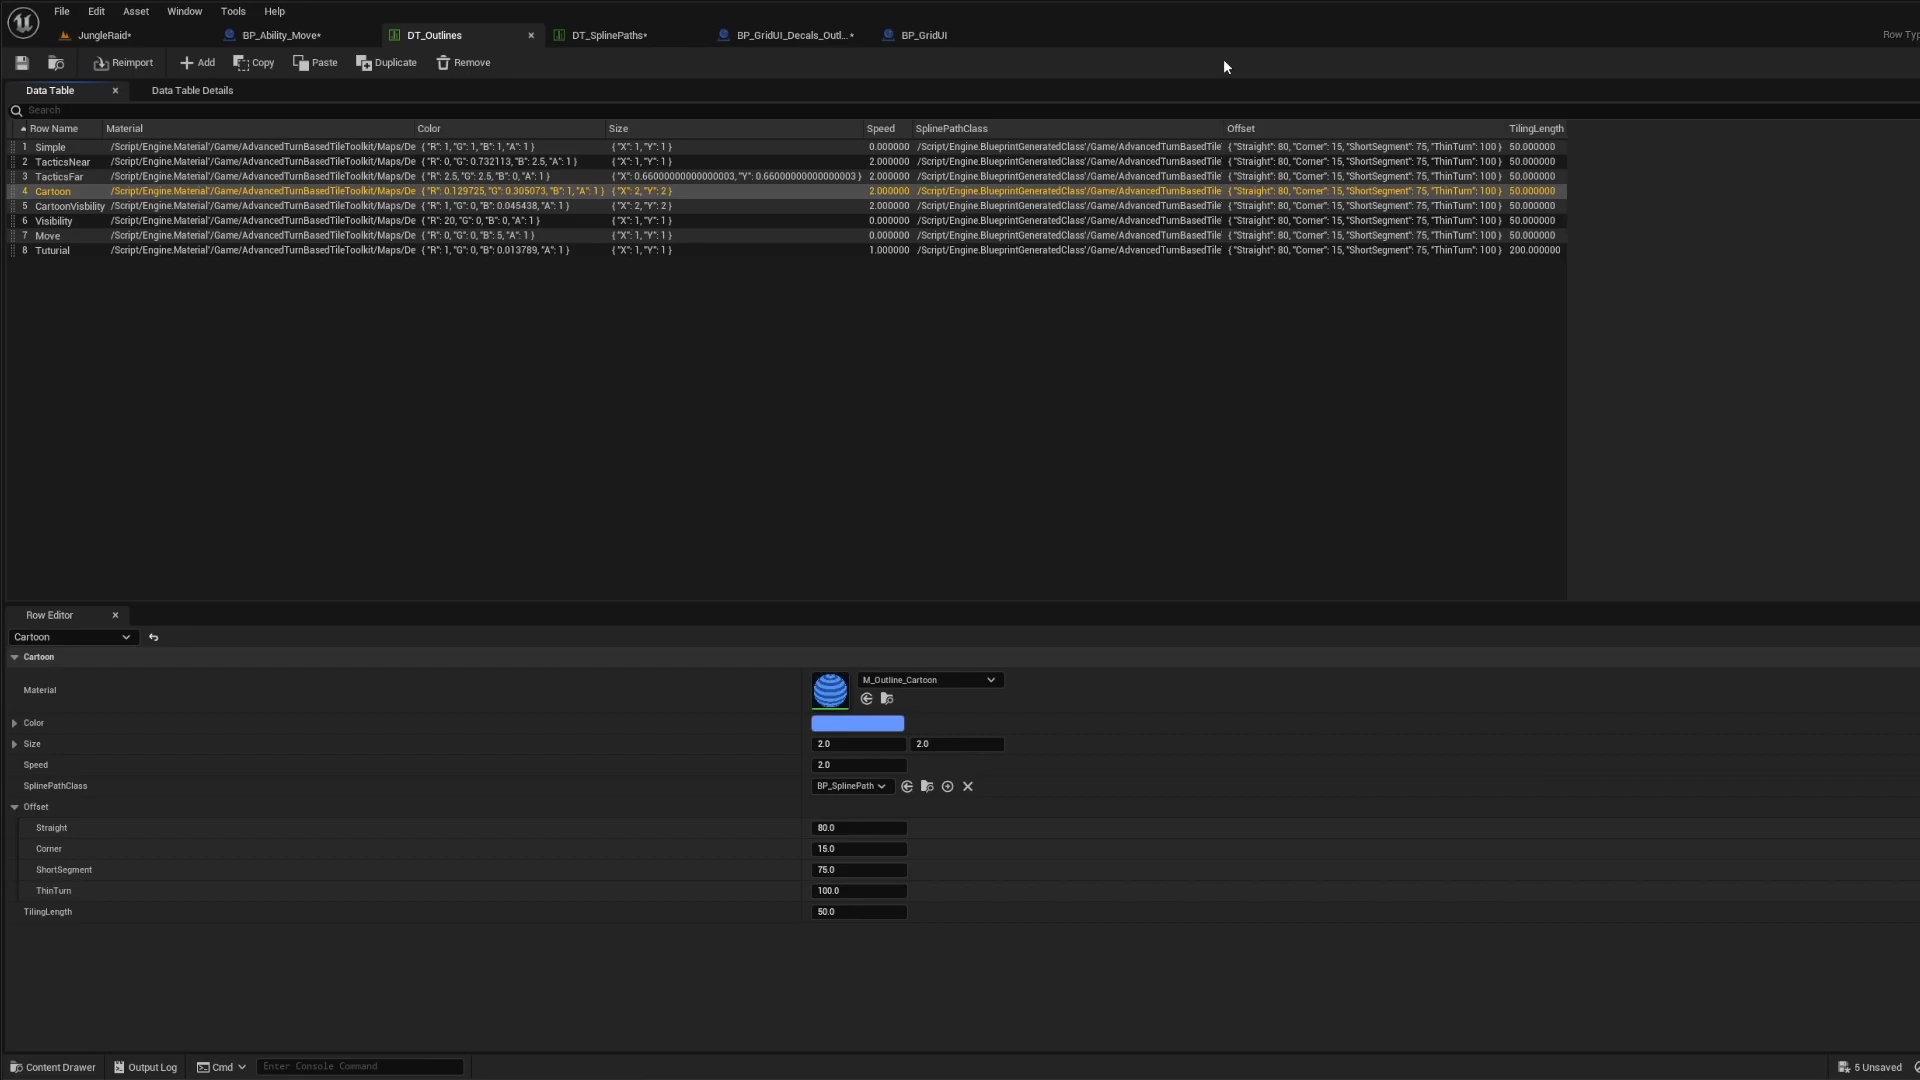 File Edit Asset Window Tools Help
JungleRaid* BP_Ability_Move* DT_Outlines DT_SplinePaths* BP_GridUI_Decals_Outl...* BP_GridUI Row Typ
Reimport Add Copy Paste Duplicate Remove
Data Table Data Table Details
Search
Row Name Material Color Size Speed SplinePathClass Offset TilingLength
1 Simple /Script/Engine.Material'/Game/AdvancedTurnBasedTileToolkit/Maps/De { "R": 1, "G": 1, "B": 1, "A": 1 } { "X": 1, "Y": 1 } 0.000000 /Script/Engine.BlueprintGeneratedClass'/Game/AdvancedTurnBasedTile { "Straight": 80, "Corner": 15, "ShortSegment": 75, "ThinTurn": 100 } 50.000000
2 TacticsNear /Script/Engine.Material'/Game/AdvancedTurnBasedTileToolkit/Maps/De { "R": 0, "G": 0.732113, "B": 2.5, "A": 1 } { "X": 1, "Y": 1 } 2.000000 /Script/Engine.BlueprintGeneratedClass'/Game/AdvancedTurnBasedTile { "Straight": 80, "Corner": 15, "ShortSegment": 75, "ThinTurn": 100 } 50.000000
3 TacticsFar /Script/Engine.Material'/Game/AdvancedTurnBasedTileToolkit/Maps/De { "R": 2.5, "G": 2.5, "B": 0, "A": 1 } { "X": 0.66000000000000003, "Y": 0.66000000000000003 } 2.000000 /Script/Engine.BlueprintGeneratedClass'/Game/AdvancedTurnBasedTile { "Straight": 80, "Corner": 15, "ShortSegment": 75, "ThinTurn": 100 } 50.000000
4 Cartoon /Script/Engine.Material'/Game/AdvancedTurnBasedTileToolkit/Maps/De { "R": 0.129725, "G": 0.305073, "B": 1, "A": 1 } { "X": 2, "Y": 2 } 2.000000 /Script/Engine.BlueprintGeneratedClass'/Game/AdvancedTurnBasedTile { "Straight": 80, "Corner": 15, "ShortSegment": 75, "ThinTurn": 100 } 50.000000
5 CartoonVisbility /Script/Engine.Material'/Game/AdvancedTurnBasedTileToolkit/Maps/De { "R": 1, "G": 0, "B": 0.045438, "A": 1 } { "X": 2, "Y": 2 } 2.000000 /Script/Engine.BlueprintGeneratedClass'/Game/AdvancedTurnBasedTile { "Straight": 80, "Corner": 15, "ShortSegment": 75, "ThinTurn": 100 } 50.000000
6 Visibility /Script/Engine.Material'/Game/AdvancedTurnBasedTileToolkit/Maps/De { "R": 20, "G": 0, "B": 0, "A": 1 } { "X": 1, "Y": 1 } 0.000000 /Script/Engine.BlueprintGeneratedClass'/Game/AdvancedTurnBasedTile { "Straight": 80, "Corner": 15, "ShortSegment": 75, "ThinTurn": 100 } 50.000000
7 Move /Script/Engine.Material'/Game/AdvancedTurnBasedTileToolkit/Maps/De { "R": 0, "G": 0, "B": 5, "A": 1 } { "X": 1, "Y": 1 } 0.000000 /Script/Engine.BlueprintGeneratedClass'/Game/AdvancedTurnBasedTile { "Straight": 80, "Corner": 15, "ShortSegment": 75, "ThinTurn": 100 } 50.000000
8 Tuturial /Script/Engine.Material'/Game/AdvancedTurnBasedTileToolkit/Maps/De { "R": 1, "G": 0, "B": 0.013789, "A": 1 } { "X": 1, "Y": 1 } 1.000000 /Script/Engine.BlueprintGeneratedClass'/Game/AdvancedTurnBasedTile { "Straight": 80, "Corner": 15, "ShortSegment": 75, "ThinTurn": 100 } 200.000000
Row Editor
Cartoon
Cartoon
Material M_Outline_Cartoon
Color
Size 2.0 2.0
Speed 2.0
SplinePathClass BP_SplinePath
Offset
Straight 80.0
Corner 15.0
ShortSegment 75.0
ThinTurn 100.0
TilingLength 50.0
Content Drawer Output Log Cmd Enter Console Command 5 Unsaved